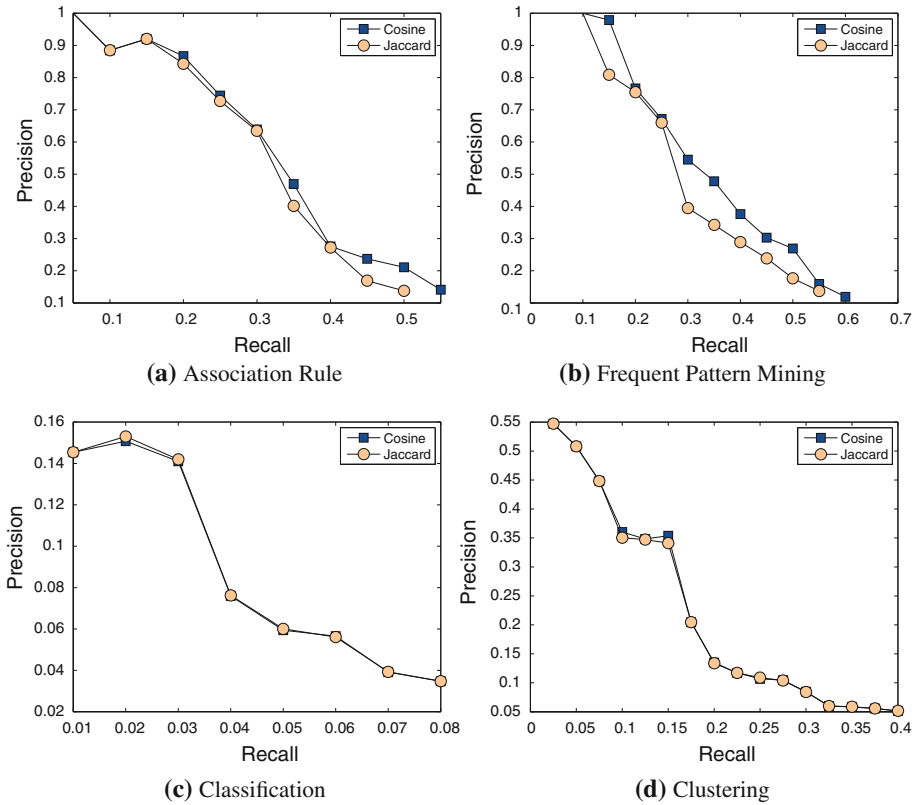 1
0.9
0.8
0.7
0.6
0.5
0.4
0.3
0.2
0.1
Precision
0.1 0.2 0.3 0.4 0.5
Recall
Cosine
Jaccard
(a) Association Rule
1
0.9
0.8
0.7
0.6
0.5
0.4
0.3
0.2
0.1
Precision
0 0.1 0.2 0.3 0.4 0.5 0.6 0.7
Recall
Cosine
Jaccard
(b) Frequent Pattern Mining
0.16
0.14
0.12
0.1
0.08
0.06
0.04
0.02
Precision
0.01 0.02 0.03 0.04 0.05 0.06 0.07 0.08
Recall
Cosine
Jaccard
(c) Classification
0.55
0.5
0.45
0.4
0.35
0.3
0.25
0.2
0.15
0.1
0.05
Precision
0 0.05 0.1 0.15 0.2 0.25 0.3 0.35 0.4
Recall
Cosine
Jaccard
(d) Clustering